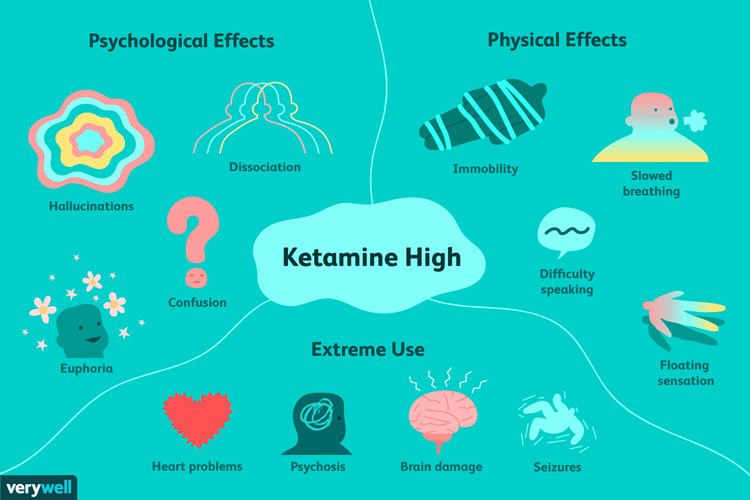 Psychological Effects
Hallucinations
Dissociation
Confusion
Euphoria
Physical Effects
Immobility
Slowed
breathing
Difficulty
speaking
Floating
sensation
Ketamine High
Extreme Use
Heart problems
Psychosis
Brain damage
Seizures
verywell